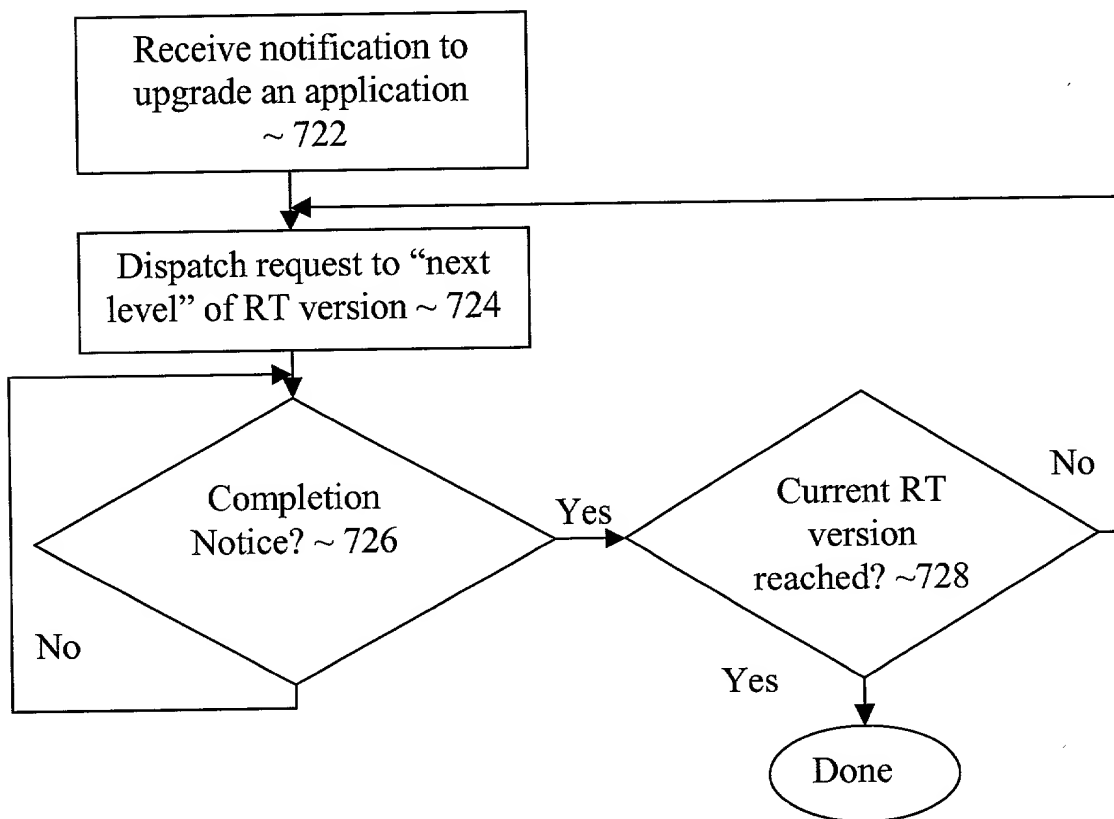 Receive notification to
upgrade an application
~ 722
Dispatch request to “next
level” of RT version ~ 724
Completion
Notice? ~ 726
Yes
No
Current RT
version
reached? ~728
No
Yes
Done